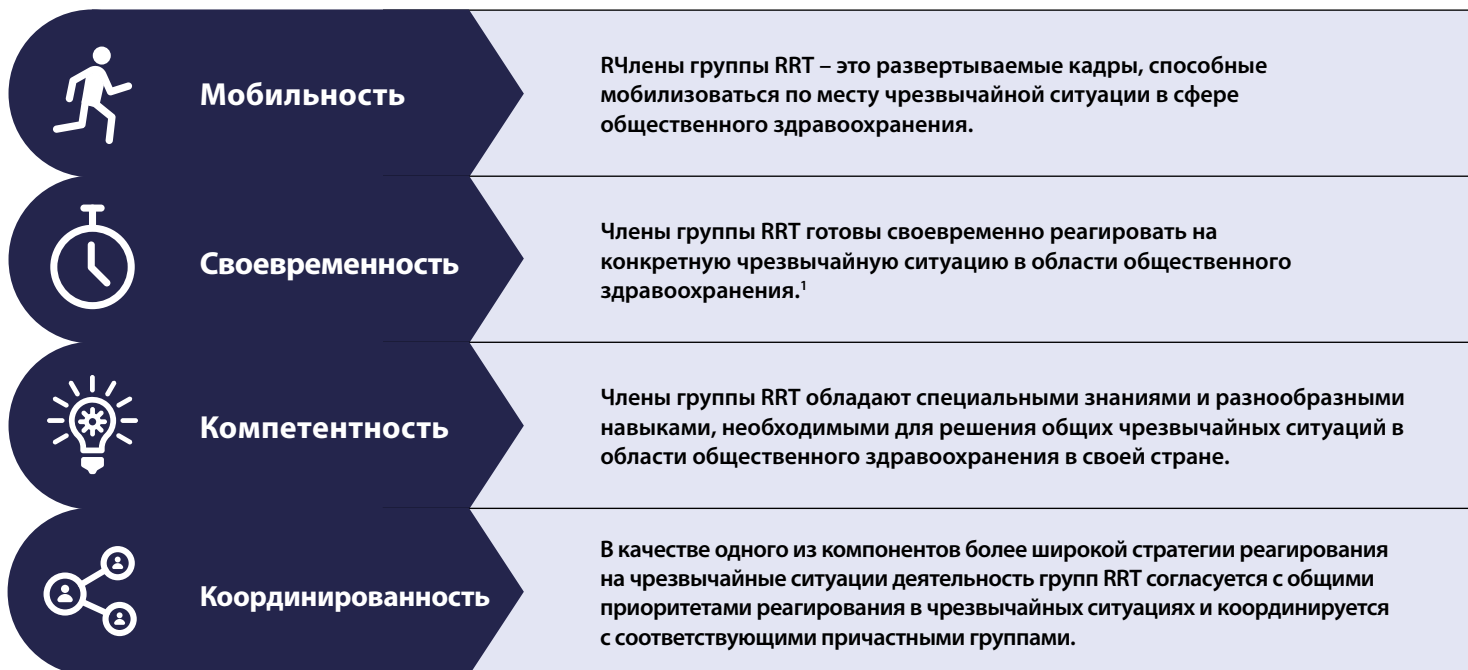 Мобильность
RЧлены группы RRT – это развертываемые кадры, способные
мобилизоваться по месту чрезвычайной ситуации в сфере
общественного здравоохранения.
Своевременность
Члены группы RRT готовы своевременно реагировать на
конкретную чрезвычайную ситуацию в области общественного
здравоохранения.¹
Компетентность
Члены группы RRT обладают специальными знаниями и разнообразными
навыками, необходимыми для решения общих чрезвычайных ситуаций в
области общественного здравоохранения в своей стране.
Координированность
В качестве одного из компонентов более широкой стратегии реагирования
на чрезвычайные ситуации деятельность групп RRT согласуется с общими
приоритетами реагирования в чрезвычайных ситуациях и координируется
с соответствующими причастными группами.